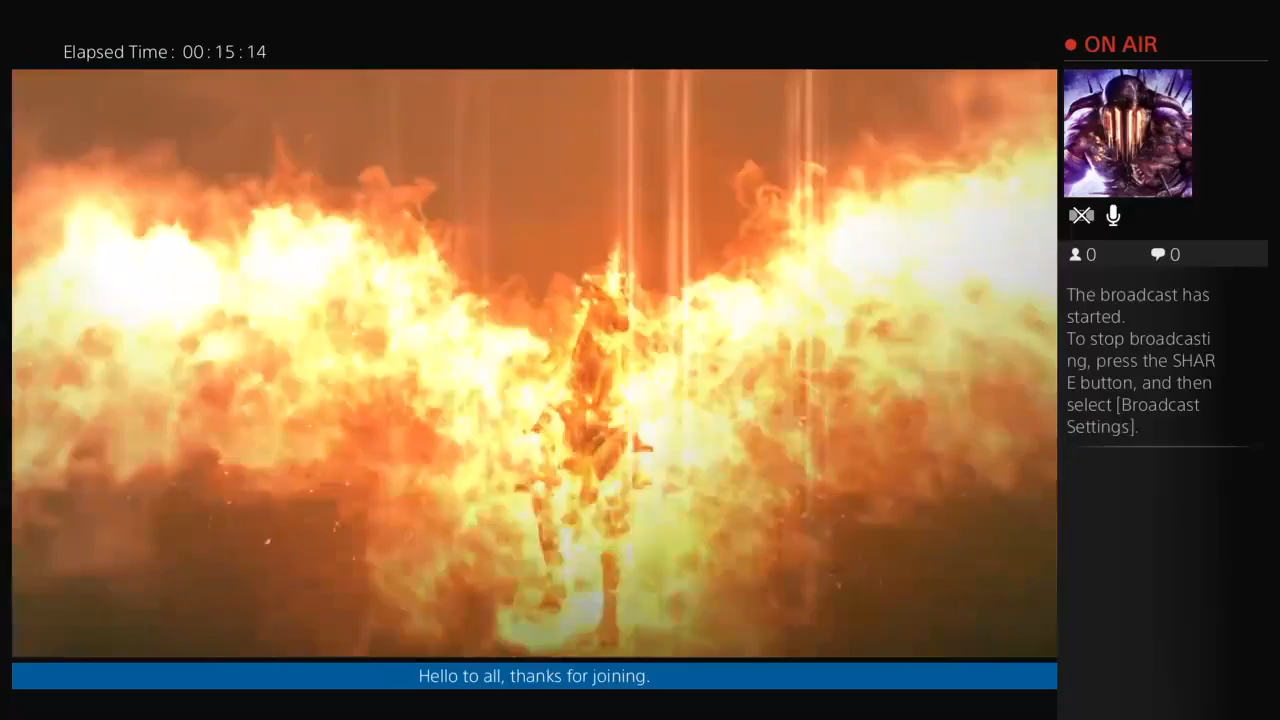 Elapsed Time: 00:15:14
ON AIR
0 0
The broadcast has
started.
To stop broadcasti
ng, press the SHAR
E button, and then
select [Broadcast
Settings].
Hello to all, thanks for joining.